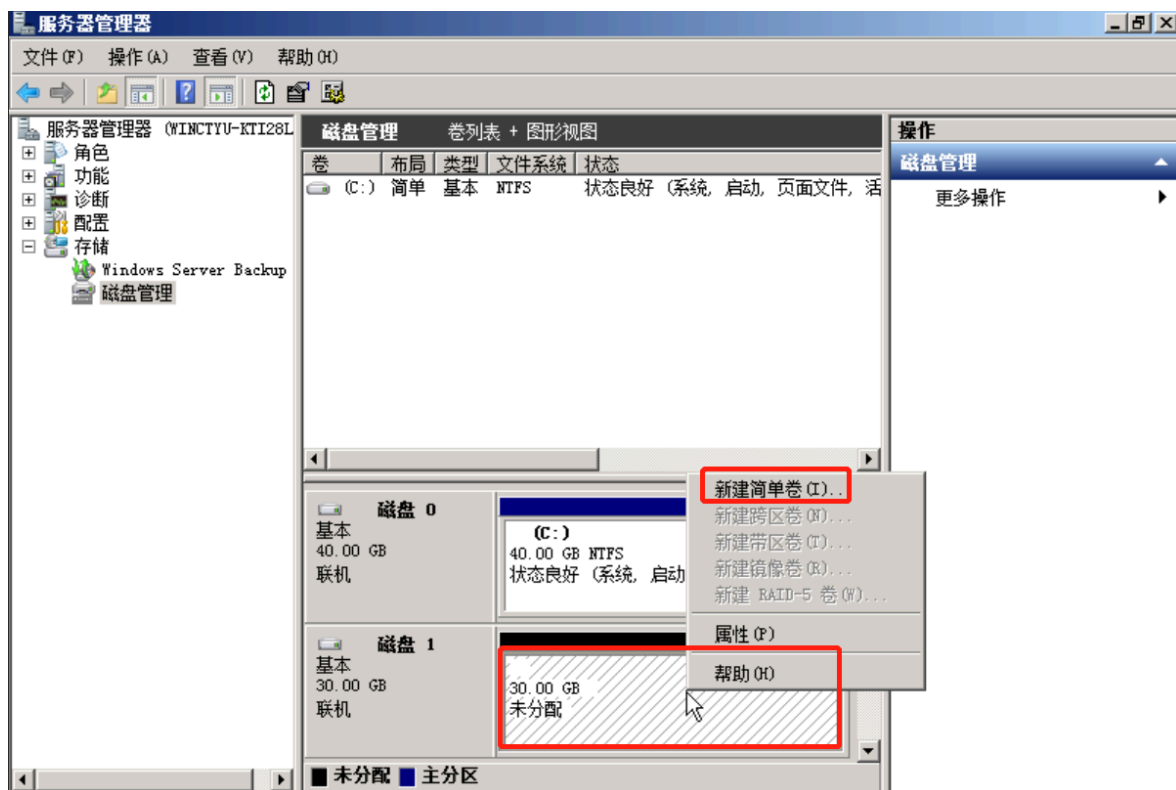 服务器管理器
文件(F) 操作(A) 查看(V) 帮助(H)
服务器管理器 (WINCTYU-KTI28L
角色
功能
诊断
配置
存储
Windows Server Backup
磁盘管理
磁盘管理 卷列表 + 图形视图
卷 布局 类型 文件系统 状态
(C:) 简单 基本 NTFS 状态良好 (系统, 启动, 页面文件, 活
磁盘 0
基本
40.00 GB
联机
(C:)
40.00 GB NTFS
状态良好 (系统, 启动
磁盘 1
基本
30.00 GB
联机
30.00 GB
未分配
未分配 主分区
新建简单卷(I)...
新建跨区卷(N)...
新建带区卷(T)...
新建镜像卷(R)...
新建 RAID-5 卷(W)...
属性(P)
帮助(H)
操作
磁盘管理
更多操作